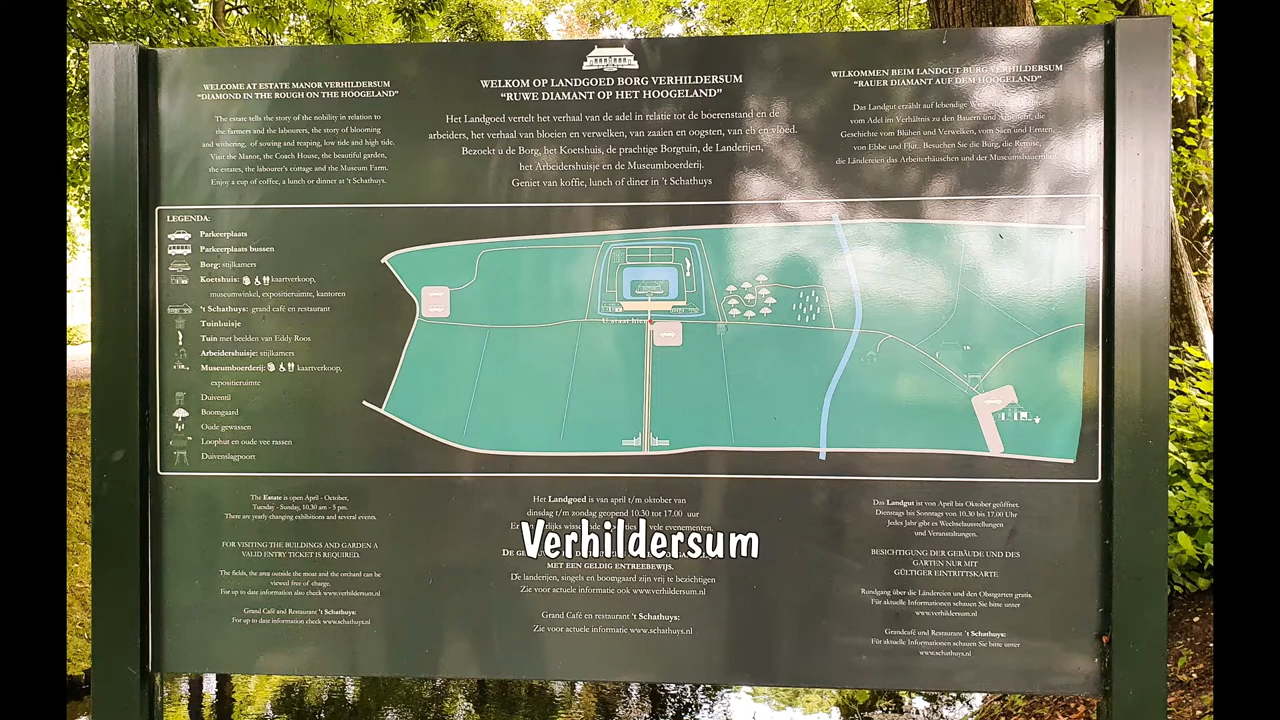 WELCOME AT ESTATE MANOR VERHILDERSUM
"DIAMOND IN THE ROUGH ON THE HOOGELAND"
The estate tells the story of the nobility in relation to
the farmers and the labourers, the story of blooming
and withering, of sowing and reaping, low tide and high tide.
Visit the Manor, the Coach House, the beautiful garden,
the estates, the labourer's cottage and the Museum Farm.
Enjoy a cup of coffee, a lunch or dinner at 't Schathuys.
WELKOM OP LANDGOED BORG VERHILDERSUM
"RUWE DIAMANT OP HET HOOGELAND"
Het Landgoed vertelt het verhaal van de adel in relatie tot de boerenstand en de
arbeiders, het verhaal van bloeien en verwelken, van zaaien en oogsten, van eb en vloed.
Bezoekt u de Borg, het Koetshuis, de prachtige Borgtuin, de Landerijen,
het Arbeidershuisje en de Museumboerderij.
Geniet van koffie, lunch of diner in 't Schathuys
WILKOMMEN BEIM LANDGUT BURG VERHILDERSUM
"RAUER DIAMANT AUF DEM HOOGELAND"
Das Landgut erzählt auf lebendige Weise die Geschichte
vom Adel im Verhältnis zu den Bauern und Arbeitern, die
Geschichte vom Blühen und Verwelken, vom Säen und Ernten,
von Ebbe und Flut. Besuchen Sie die Burg, die Remise,
die Ländereien das Arbeiterhäuschen und der Museumsbauernhof.
LEGENDA:
Parkeerplaats
Parkeerplaats bussen
Borg: stijlkamers
Koetshuis: kaartverkoop,
museumwinkel, expositieruimte, kantoren
't Schathuys: grand café en restaurant
Tuinhuisje
Tuin met beelden van Eddy Roos
Arbeidershuisje: stijlkamers
Museumboerderij: kaartverkoop,
expositieruimte
Duiventil
Boomgaard
Oude gewassen
Loophut en oude vee rassen
Duivenslagpoort
U staat hier
The Estate is open April - October,
Tuesday - Sunday, 10.30 am - 5 pm.
There are yearly changing exhibitions and several events.
FOR VISITING THE BUILDINGS AND GARDEN A
VALID ENTRY TICKET IS REQUIRED.
The fields, the area outside the moat and the orchard can be
viewed free of charge.
For up to date information also check www.verhildersum.nl
Grand Café and Restaurant 't Schathuys:
For up to date information check www.schathuys.nl
Het Landgoed is van april t/m oktober van
dinsdag t/m zondag geopend 10.30 tot 17.00 uur
vele evenementen.
Verhildersum
MET EEN GELDIG ENTREEBEWIJS.
De landerijen, singels en boomgaard zijn vrij te bezichtigen
Zie voor actuele informatie ook www.verhildersum.nl
Grand Café en restaurant 't Schathuys:
Zie voor actuele informatie www.schathuys.nl
Das Landgut ist von April bis Oktober geöffnet.
Dienstags bis Sonntags von 10.30 bis 17.00 Uhr
Jedes Jahr gibt es Wechselausstellungen
und Veranstaltungen.
BESICHTIGUNG DER GEBÄUDE UND DES
GARTEN NUR MIT
GÜLTIGER EINTRITTSKARTE
Rundgang über die Ländereien und den Obstgarten gratis.
Für aktuelle Informationen schauen Sie bitte unter
www.verhildersum.nl
Grandcafé und Restaurant 't Schathuys:
Für aktuelle Informationen schauen Sie bitte unter
www.schathuys.nl